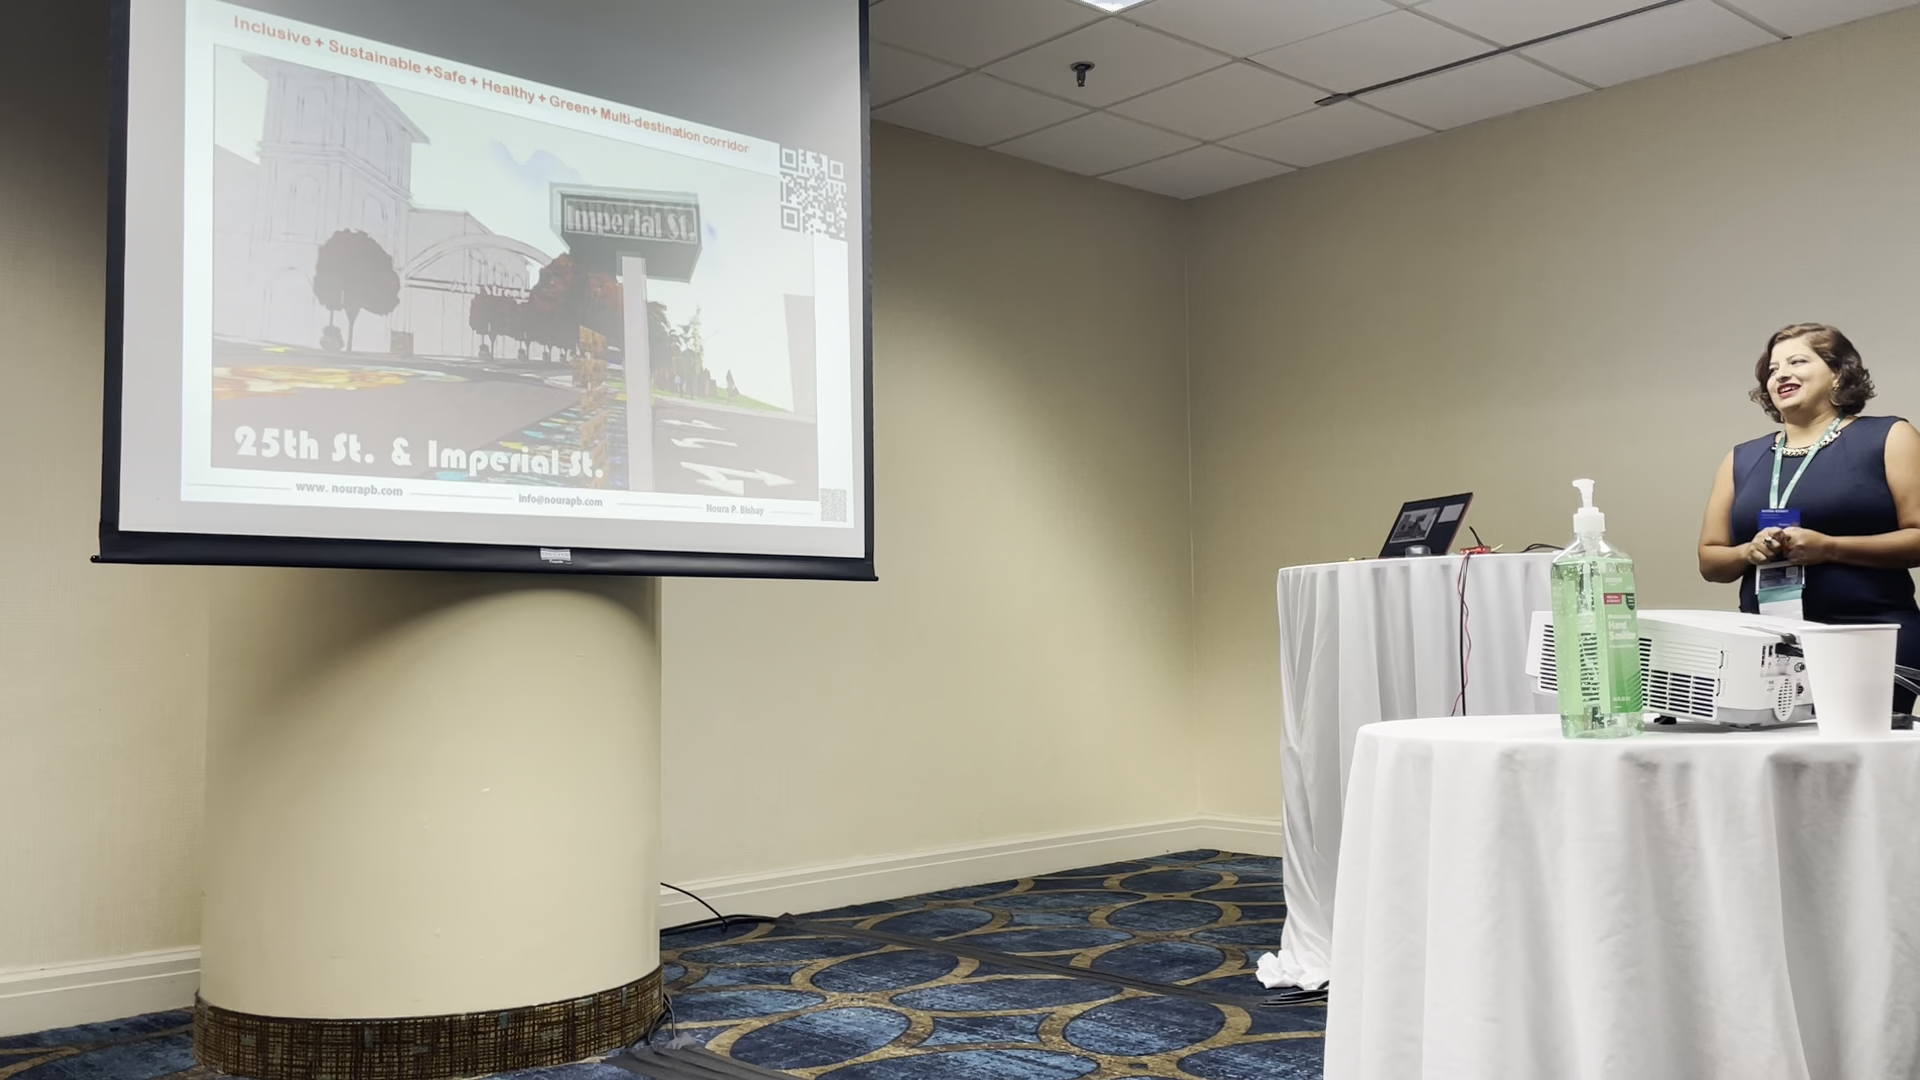 Inclusive + Sustainable +Safe + Healthy + Green+ Multi-destination corridor
Imperial St.
25th St. & Imperial St.
www. nourapb.com
info@nourapb.com
Noura P. Bishay
Hand
Sanitizer